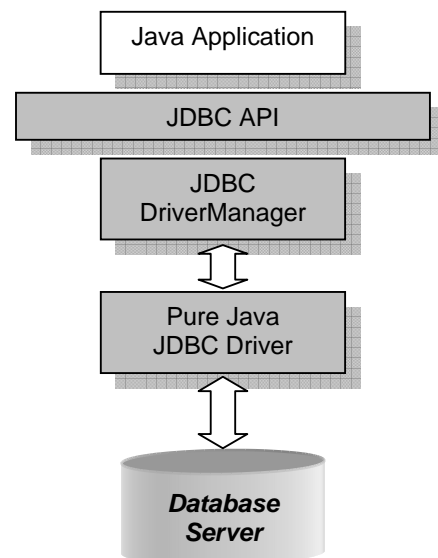 Java Application
JDBC API
JDBC
DriverManager
Pure Java
JDBC Driver
Database
Server